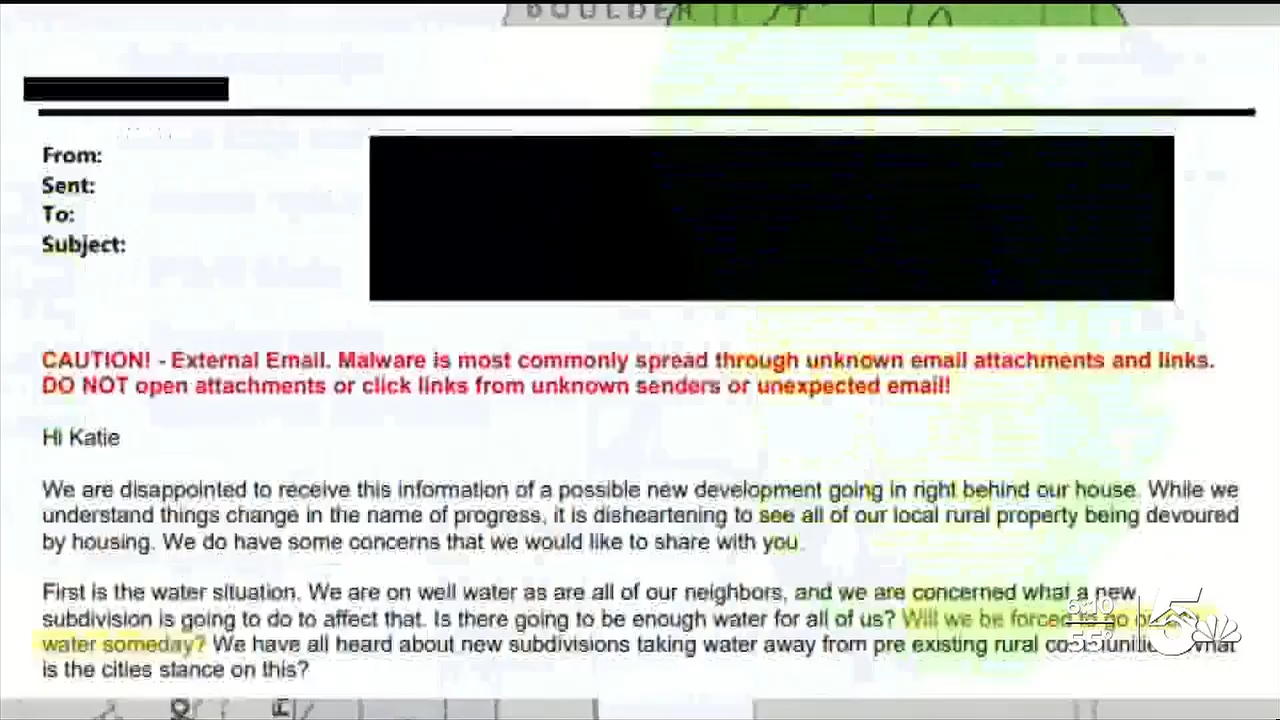 BOULDER
From:
Sent:
To:
Subject:
CAUTION! - External Email. Malware is most commonly spread through unknown email attachments and links.
DO NOT open attachments or click links from unknown senders or unexpected email!
Hi Katie
We are disappointed to receive this information of a possible new development going in right behind our house. While we
understand things change in the name of progress, it is disheartening to see all of our local rural property being devoured
by housing. We do have some concerns that we would like to share with you
First is the water situation. We are on well water as are all of our neighbors, and we are concerned what a new
subdivision is going to do to affect that. Is there going to be enough water for all of us? Will we be forced to go
water someday? We have all heard about new subdivisions taking water away from pre existing rural
is the cities stance on this?
6:10
55°
5